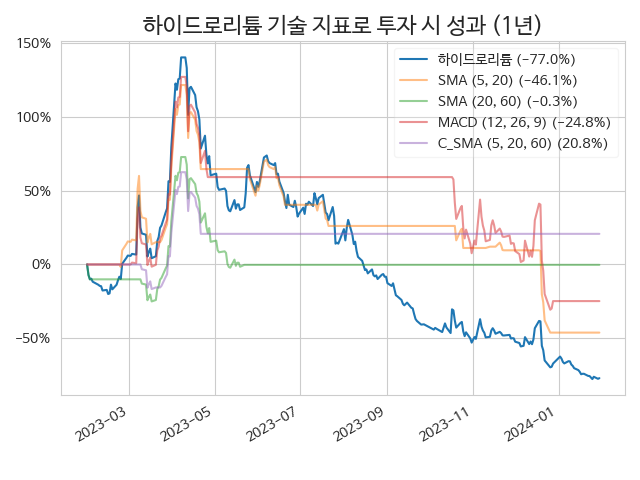 하이드로리튬 기술 지표로 투자 시 성과 (1년)
150%
100%
50%
0%
−50%
하이드로리튬 (−77.0%)
SMA (5, 20) (−46.1%)
SMA (20, 60) (−0.3%)
MACD (12, 26, 9) (−24.8%)
C_SMA (5, 20, 60) (20.8%)
2023−03
2023−05
2023−07
2023−09
2023−11
2024−01